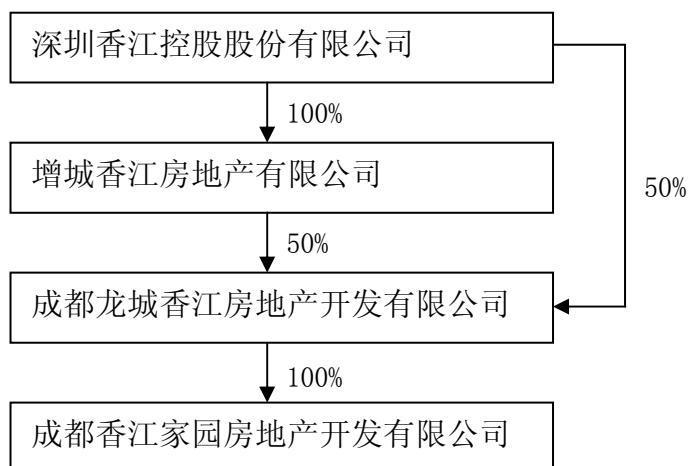 深圳香江控股股份有限公司
100%
增城香江房地产有限公司
50%
50%
成都龙城香江房地产开发有限公司
100%
成都香江家园房地产开发有限公司